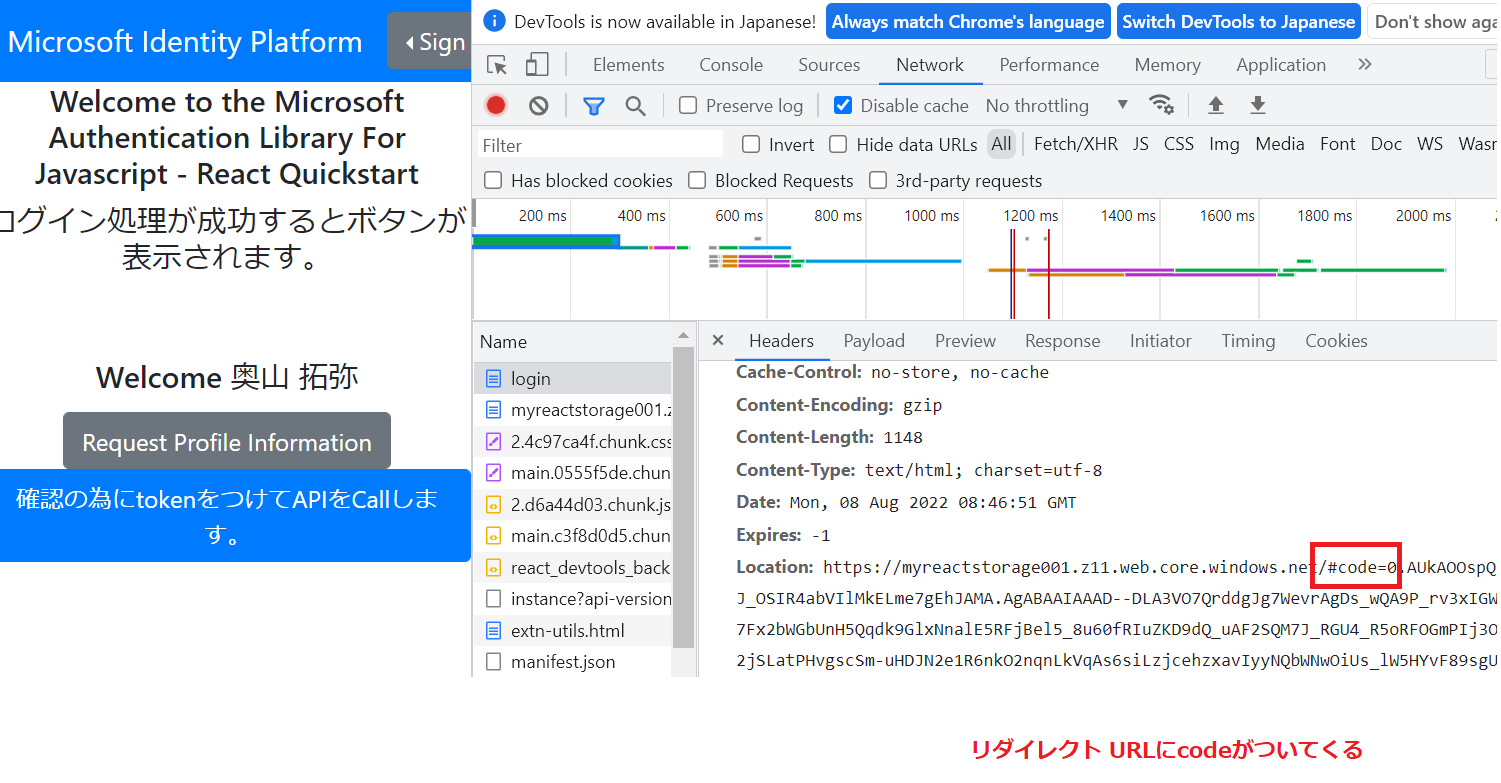 Microsoft Identity Platform
Sign
Welcome to the Microsoft
Authentication Library For
Javascript - React Quickstart
ログイン処理が成功するとボタンが
表示されます。
Welcome 奥山 拓弥
Request Profile Information
確認の為にtokenをつけてAPIをCallしま
す。
DevTools is now available in Japanese! Always match Chrome's language Switch DevTools to Japanese Don't show aga
Elements Console Sources Network Performance Memory Application
Preserve log Disable cache No throttling
Filter Invert Hide data URLs All Fetch/XHR JS CSS Img Media Font Doc WS Wasm
Has blocked cookies Blocked Requests 3rd-party requests
200 ms 400 ms 600 ms 800 ms 1000 ms 1200 ms 1400 ms 1600 ms 1800 ms 2000 ms
Name
login
myreactstorage001.z
2.4c97ca4f.chunk.css
main.0555f5de.chun
2.d6a44d03.chunk.js
main.c3f8d0d5.chun
react_devtools_back
instance?api-version
extn-utils.html
manifest.json
× Headers Payload Preview Response Initiator Timing Cookies
Cache-Control: no-store, no-cache
Content-Encoding: gzip
Content-Length: 1148
Content-Type: text/html; charset=utf-8
Date: Mon, 08 Aug 2022 08:46:51 GMT
Expires: -1
Location: https://myreactstorage001.z11.web.core.windows.net/#code=0.AUkAOOspQ
J_OSIR4abVIlMkELme7gEhJAMA.AgABAAIAAAD--DLA3VO7QrddgJg7WevrAgDs_wQA9P_rv3xIGW
7Fx2bWGbUnH5Qqdk9GlxNnalE5RFjBel5_8u60fRIuZKD9dQ_uAF2SQM7J_RGU4_R5oRFOGmPIj3O
2jSLatPHvgscSm-uHDJN2e1R6nkO2nqnLkVqAs6siLzjcehzxavIyyNQbWNwOiUs_lW5HYvF89sgU
リダイレクト URLにcodeがついてくる